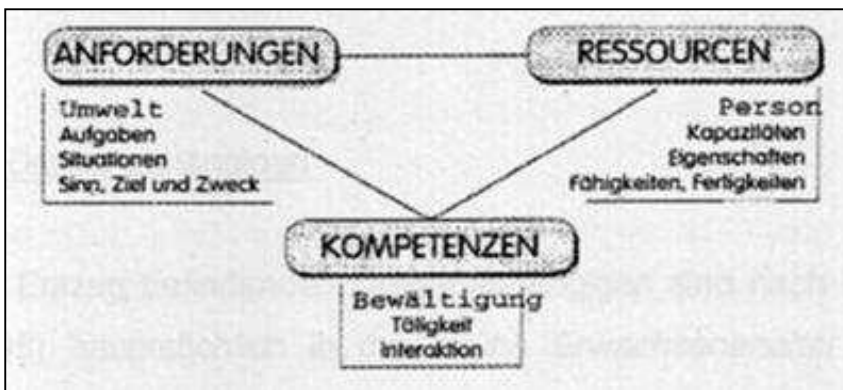 ANFORDERUNGEN
RESSOURCEN
Umwelt
Aufgaben
Situationen
Sinn, Ziel und Zweck
Person
Kapazitäten
Eigenschaften
Fähigkeiten, Fertigkeiten
KOMPETENZEN
Bewältigung
Tätigkeit
Interaktion